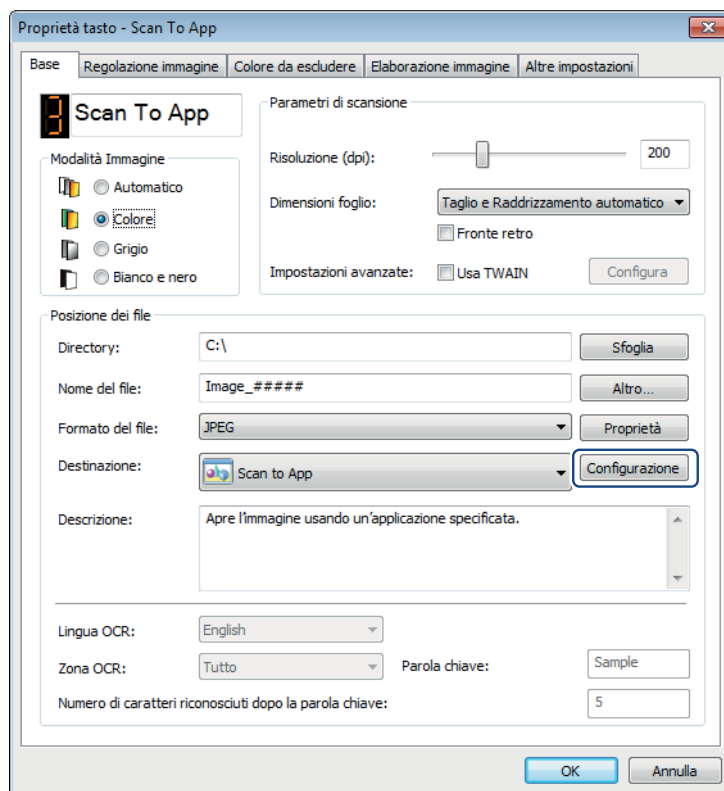 Proprietà tasto - Scan To App
Base Regolazione immagine Colore da escludere Elaborazione immagine Altre impostazioni
3 Scan To App
Modalità Immagine
Automatico
Colore
Grigio
Bianco e nero
Parametri di scansione
Risoluzione (dpi): 200
Dimensioni foglio: Taglio e Raddrizzamento automatico
Fronte retro
Impostazioni avanzate: Usa TWAIN Configura
Posizione dei file
Directory: C:\ Sfoglia
Nome del file: Image_##### Altro...
Formato del file: JPEG Proprietà
Destinazione: Scan to App Configurazione
Descrizione: Apre l'immagine usando un'applicazione specificata.
Lingua OCR: English
Zona OCR: Tutto Parola chiave: Sample
Numero di caratteri riconosciuti dopo la parola chiave: 5
OK Annulla